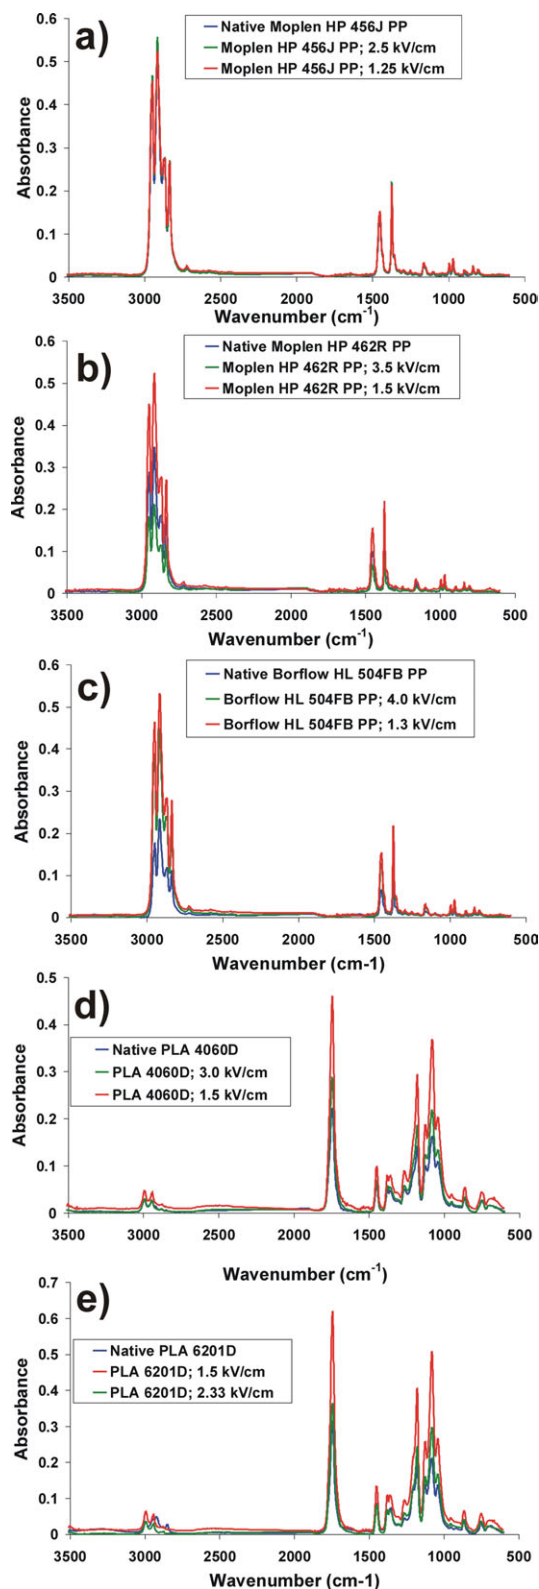 a)
Native Moplen HP 456J PP
Moplen HP 456J PP; 2.5 kV/cm
Moplen HP 456J PP; 1.25 kV/cm
Absorbance
0.6
0.5
0.4
0.3
0.2
0.1
0
3500 3000 2500 2000 1500 1000 500
Wavenumber (cm⁻¹)
b)
Native Moplen HP 462R PP
Moplen HP 462R PP; 3.5 kV/cm
Moplen HP 462R PP; 1.5 kV/cm
Absorbance
0.6
0.5
0.4
0.3
0.2
0.1
0
3500 3000 2500 2000 1500 1000 500
Wavenumber (cm⁻¹)
c)
Native Borflow HL 504FB PP
Borflow HL 504FB PP; 4.0 kV/cm
Borflow HL 504FB PP; 1.3 kV/cm
Absorbance
0.6
0.5
0.4
0.3
0.2
0.1
0
3500 3000 2500 2000 1500 1000 500
Wavenumber (cm-1)
d)
Native PLA 4060D
PLA 4060D; 3.0 kV/cm
PLA 4060D; 1.5 kV/cm
Absorbance
0.5
0.4
0.3
0.2
0.1
0
3500 3000 2500 2000 1500 1000 500
Wavenumber (cm⁻¹)
e)
Native PLA 6201D
PLA 6201D; 1.5 kV/cm
PLA 6201D; 2.33 kV/cm
Absorbance
0.7
0.6
0.5
0.4
0.3
0.2
0.1
0
3500 3000 2500 2000 1500 1000 500
Wavenumber (cm-1)